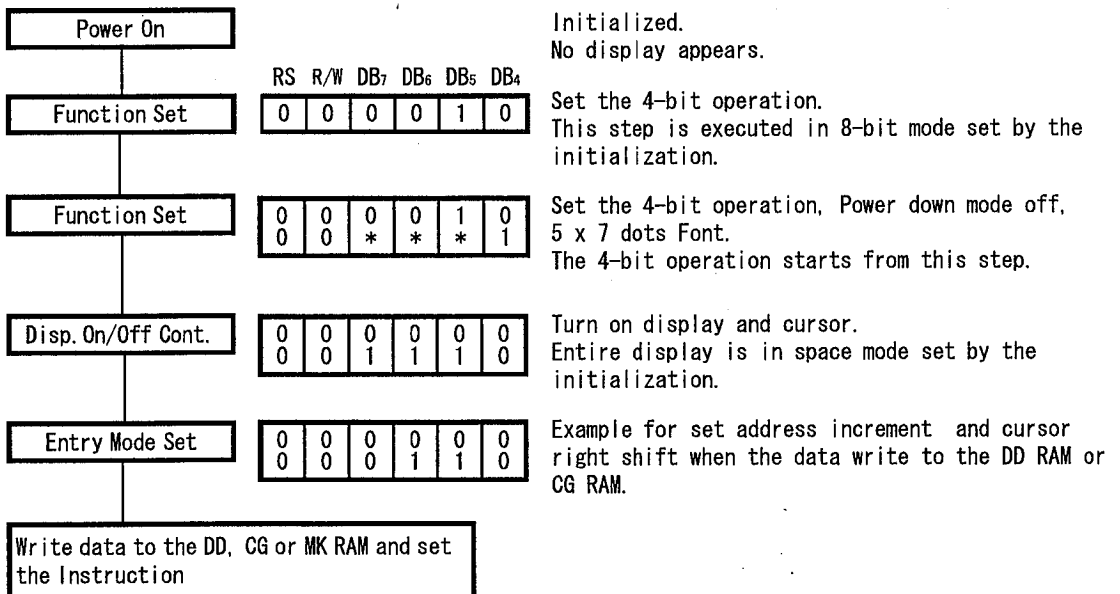 Power On
Initialized.
No display appears.
RS R/W DB7 DB6 DB5 DB4
Function Set
0 0 0 0 1 0
Set the 4-bit operation.
This step is executed in 8-bit mode set by the
initialization.
Function Set
0 0 0 0 1 0
0 0 * * * 1
Set the 4-bit operation, Power down mode off,
5 x 7 dots Font.
The 4-bit operation starts from this step.
Disp. On/Off Cont.
0 0 0 0 0 0
0 0 1 1 1 0
Turn on display and cursor.
Entire display is in space mode set by the
initialization.
Entry Mode Set
0 0 0 0 0 0
0 0 0 1 1 0
Example for set address increment and cursor
right shift when the data write to the DD RAM or
CG RAM.
Write data to the DD, CG or MK RAM and set
the Instruction